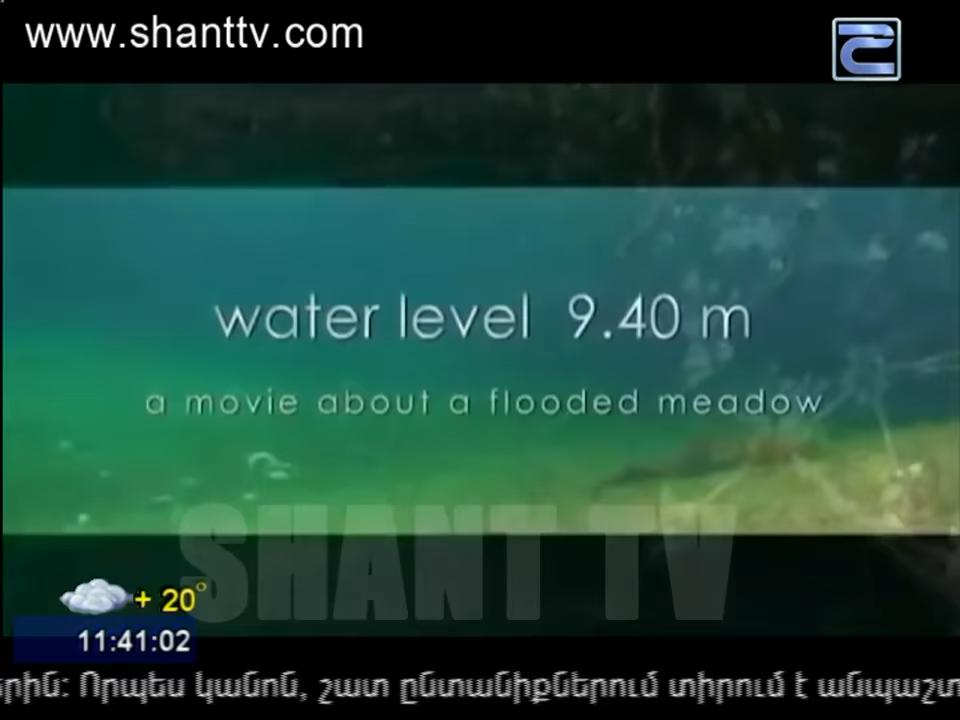 www.shanttv.com
water level 9.40 m
a movie about a flooded meadow
SHANT TV
+ 20°
11:41:02
երին: Որպես կանոն, շատ ընտանիքներում տիրում է անպաշտ